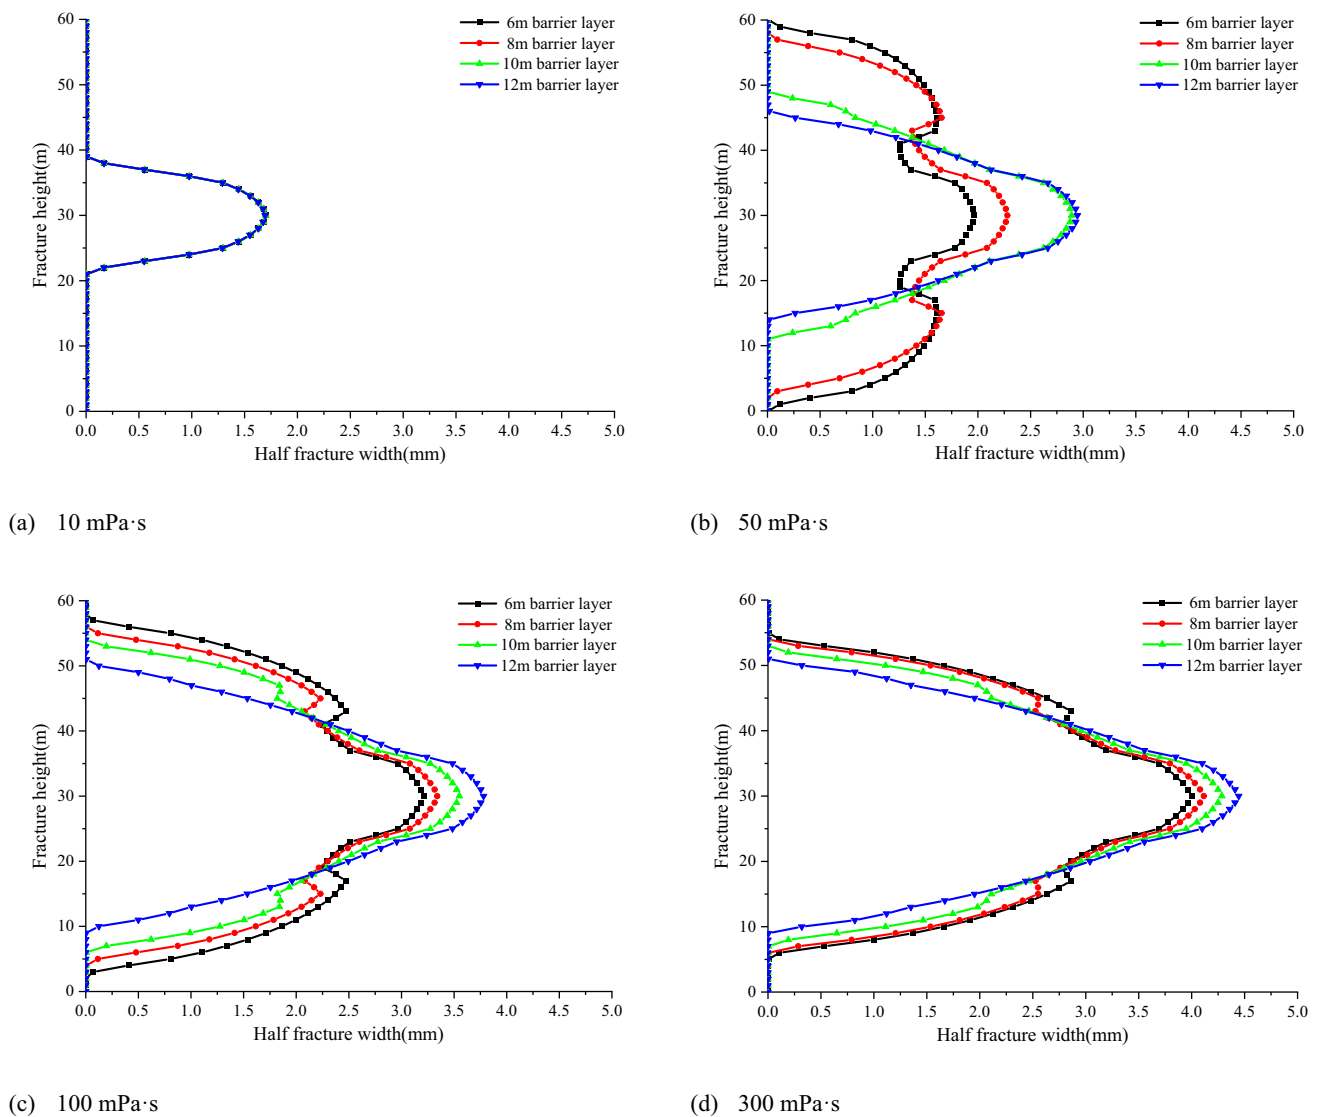 60
50
40
30
20
10
0
Fracture height(m)
0.0 0.5 1.0 1.5 2.0 2.5 3.0 3.5 4.0 4.5 5.0
Half fracture width(mm)
6m barrier layer
8m barrier layer
10m barrier layer
12m barrier layer
(a) 10 mPa·s
60
50
40
30
20
10
0
Fracture height(m)
0.0 0.5 1.0 1.5 2.0 2.5 3.0 3.5 4.0 4.5 5.0
Half fracture width(mm)
6m barrier layer
8m barrier layer
10m barrier layer
12m barrier layer
(b) 50 mPa·s
60
50
40
30
20
10
0
Fracture height(m)
0.0 0.5 1.0 1.5 2.0 2.5 3.0 3.5 4.0 4.5 5.0
Half fracture width(mm)
6m barrier layer
8m barrier layer
10m barrier layer
12m barrier layer
(c) 100 mPa·s
60
50
40
30
20
10
0
Fracture height(m)
0.0 0.5 1.0 1.5 2.0 2.5 3.0 3.5 4.0 4.5 5.0
Half fracture width(mm)
6m barrier layer
8m barrier layer
10m barrier layer
12m barrier layer
(d) 300 mPa·s